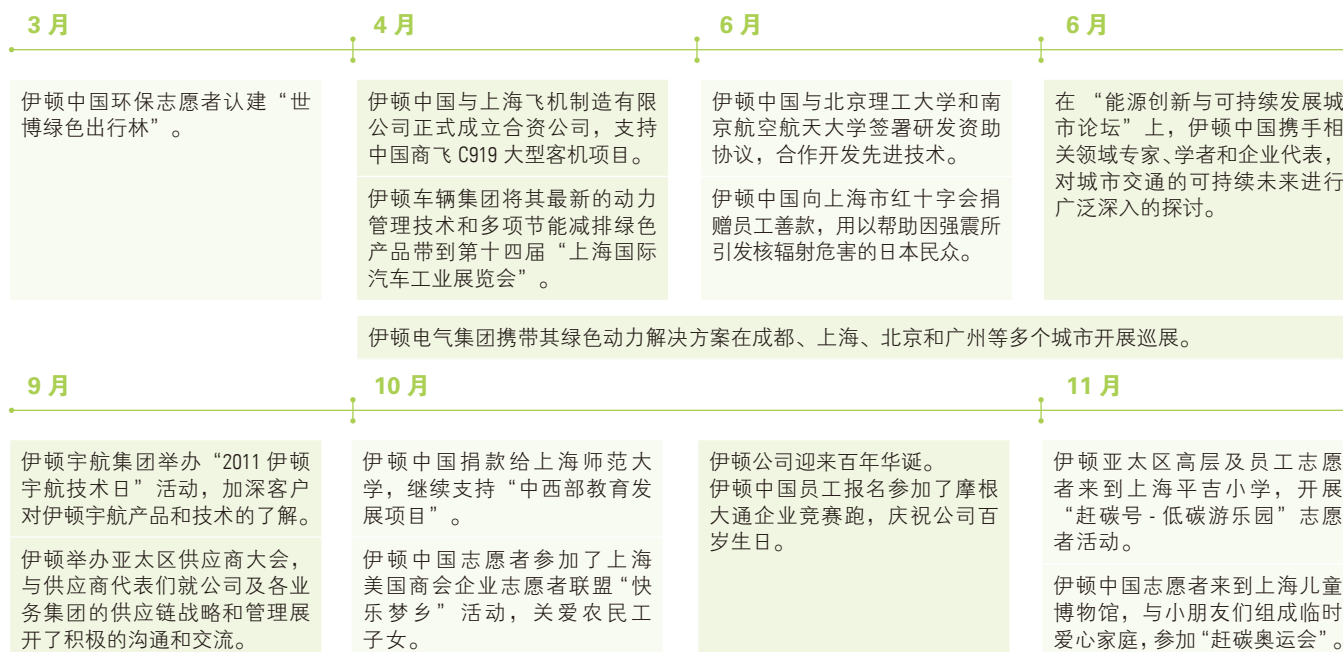 3 月
伊顿中国环保志愿者认建“世
博绿色出行林”。
4 月
伊顿中国与上海飞机制造有限
公司正式成立合资公司，支持
中国商飞 C919 大型客机项目。
伊顿车辆集团将其最新的动力
管理技术和多项节能减排绿色
产品带到第十四届“上海国际
汽车工业展览会”。
6 月
伊顿中国与北京理工大学和南
京航空航天大学签署研发资助
协议，合作开发先进技术。
伊顿中国向上海市红十字会捐
赠员工善款，用以帮助因强震所
引发核辐射危害的日本民众。
6 月
在 “能源创新与可持续发展城
市论坛”上，伊顿中国携手相
关领域专家、学者和企业代表，
对城市交通的可持续未来进行
广泛深入的探讨。
伊顿电气集团携带其绿色动力解决方案在成都、上海、北京和广州等多个城市开展巡展。
9 月
伊顿宇航集团举办“2011 伊顿
宇航技术日”活动，加深客户
对伊顿宇航产品和技术的了解。
伊顿举办亚太区供应商大会，
与供应商代表们就公司及各业
务集团的供应链战略和管理展
开了积极的沟通和交流。
10 月
伊顿中国捐款给上海师范大
学，继续支持“中西部教育发
展项目”。
伊顿中国志愿者参加了上海
美国商会企业志愿者联盟“快
乐梦乡”活动，关爱农民工
子女。
伊顿公司迎来百年华诞。
伊顿中国员工报名参加了摩根
大通企业竞赛跑，庆祝公司百
岁生日。
11 月
伊顿亚太区高层及员工志愿
者来到上海平吉小学，开展
“赶碳号 - 低碳游乐园”志愿
者活动。
伊顿中国志愿者来到上海儿童
博物馆，与小朋友们组成临时
爱心家庭，参加“赶碳奥运会”。